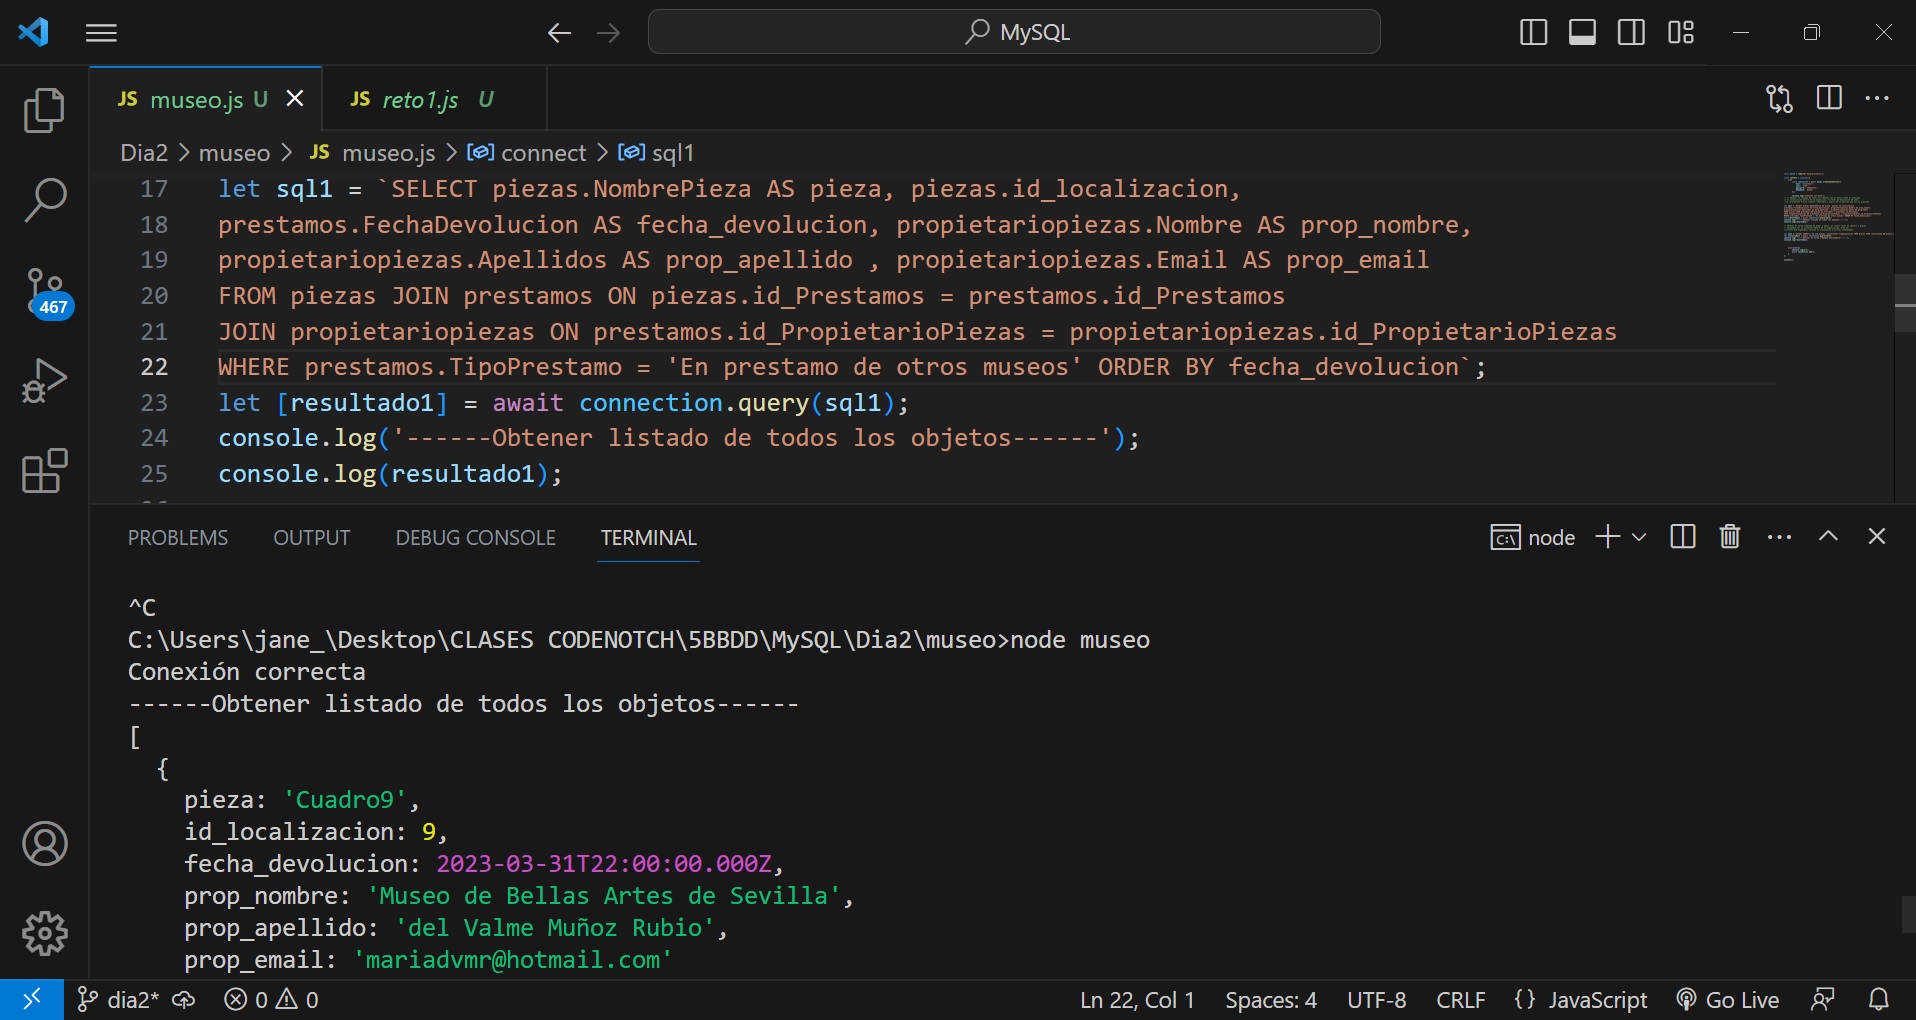 MySQL
JS museo.js U
JS reto1.js U
Dia2 > museo > JS museo.js > connect > sql1
17 let sql1 = `SELECT piezas.NombrePieza AS pieza, piezas.id_localizacion,
18 prestamos.FechaDevolucion AS fecha_devolucion, propietariopiezas.Nombre AS prop_nombre,
19 propietariopiezas.Apellidos AS prop_apellido , propietariopiezas.Email AS prop_email
20 FROM piezas JOIN prestamos ON piezas.id_Prestamos = prestamos.id_Prestamos
21 JOIN propietariopiezas ON prestamos.id_PropietarioPiezas = propietariopiezas.id_PropietarioPiezas
22 WHERE prestamos.TipoPrestamo = 'En prestamo de otros museos' ORDER BY fecha_devolucion`;
23 let [resultado1] = await connection.query(sql1);
24 console.log('------Obtener listado de todos los objetos------');
25 console.log(resultado1);
467
PROBLEMS OUTPUT DEBUG CONSOLE TERMINAL
node
^C
C:\Users\jane_\Desktop\CLASES CODENOTCH\5BBDD\MySQL\Dia2\museo>node museo
Conexión correcta
------Obtener listado de todos los objetos------
[
{
pieza: 'Cuadro9',
id_localizacion: 9,
fecha_devolucion: 2023-03-31T22:00:00.000Z,
prop_nombre: 'Museo de Bellas Artes de Sevilla',
prop_apellido: 'del Valme Muñoz Rubio',
prop_email: 'mariadvmr@hotmail.com'
dia2* 0 0 Ln 22, Col 1 Spaces: 4 UTF-8 CRLF {} JavaScript Go Live